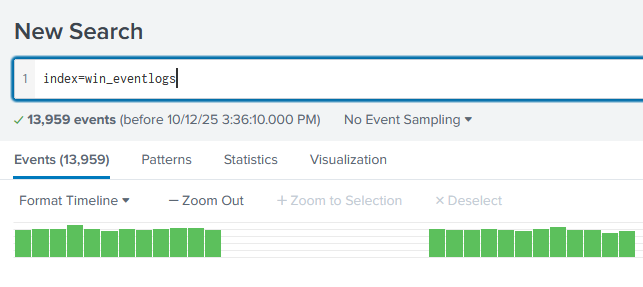 New Search
1 index=win_eventlogs
✓ 13,959 events (before 10/12/25 3:36:10.000 PM) No Event Sampling ▾
Events (13,959) Patterns Statistics Visualization
Format Timeline ▾ — Zoom Out + Zoom to Selection × Deselect